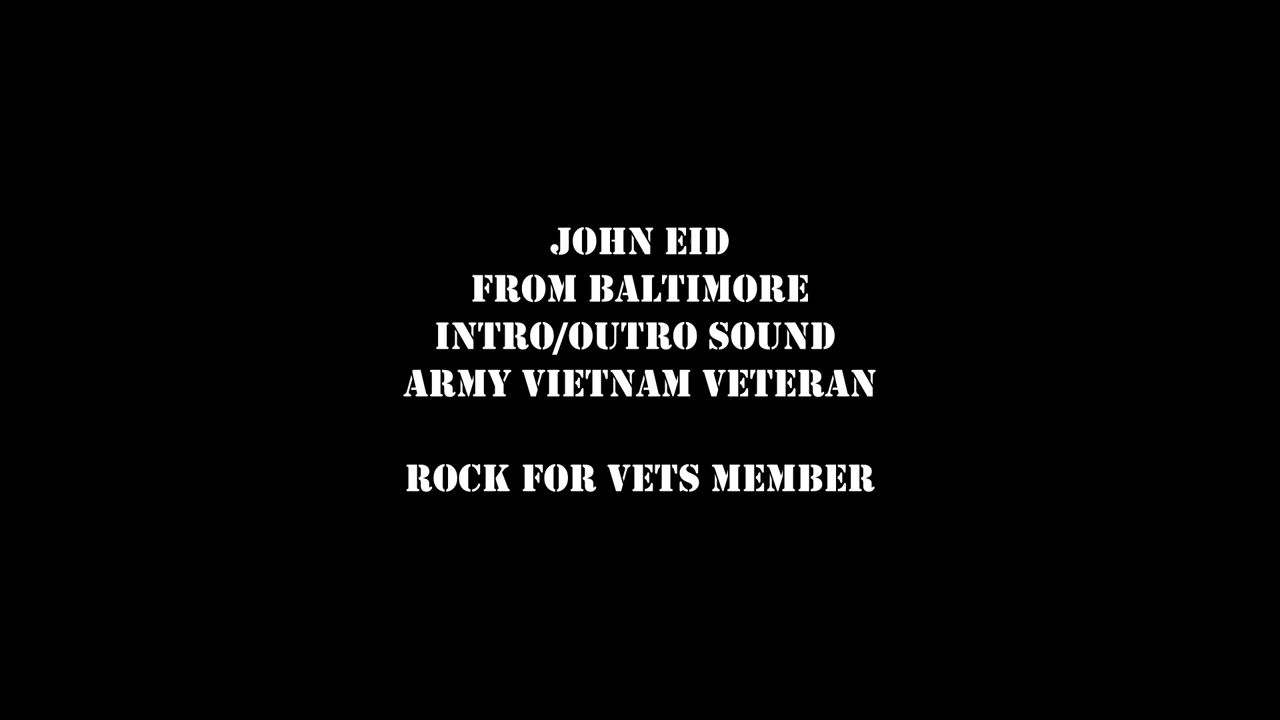 JOHN EID
FROM BALTIMORE
INTRO/OUTRO SOUND
ARMY VIETNAM VETERAN
ROCK FOR VETS MEMBER